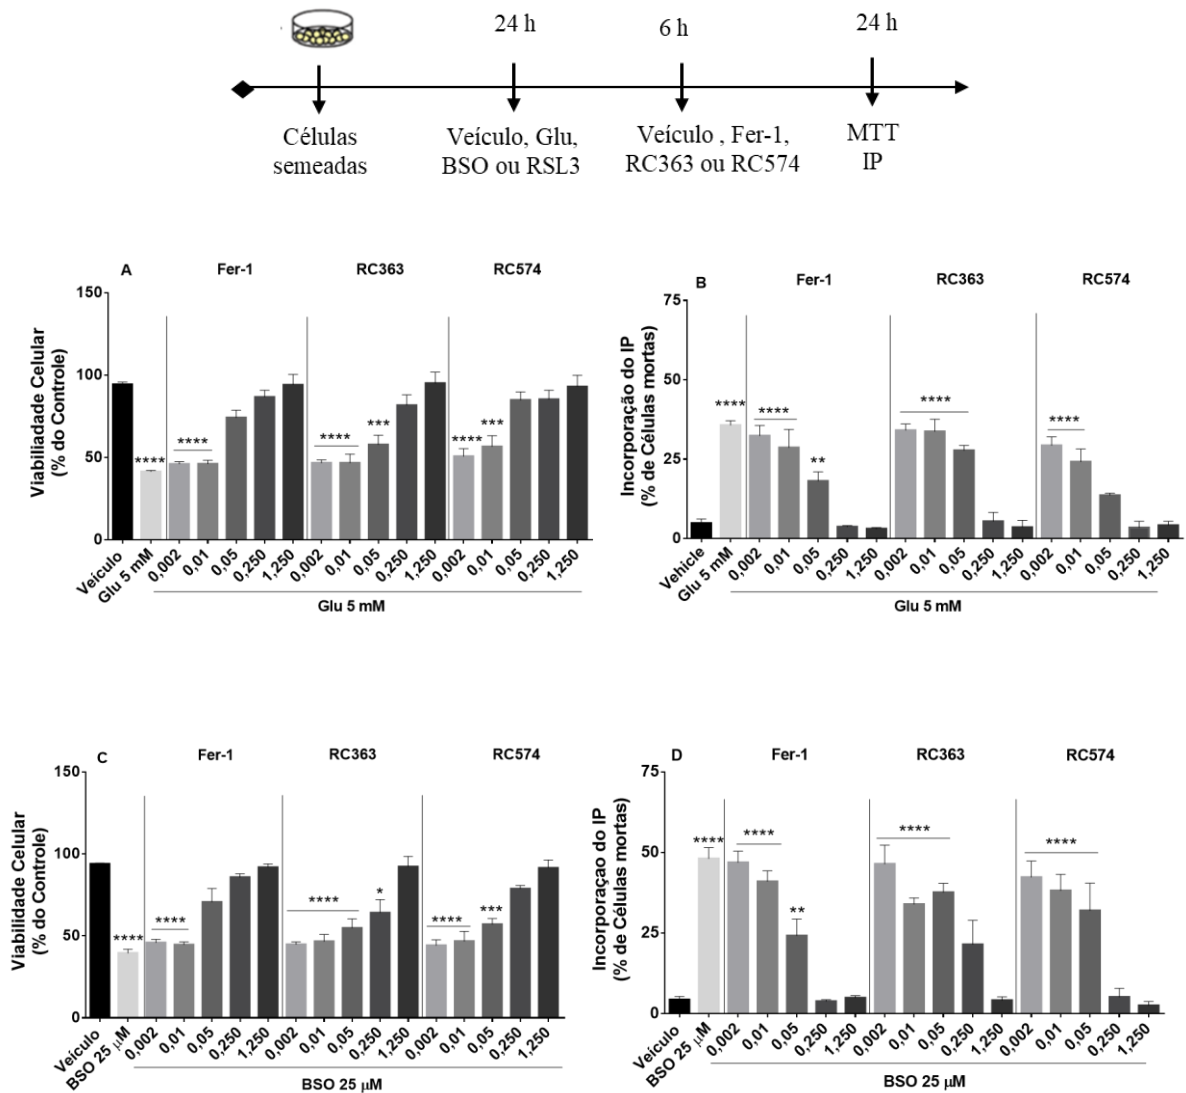 24 h
6 h
24 h
Células
semeadas
Veículo, Glu,
BSO ou RSL3
Veículo , Fer-1,
RC363 ou RC574
MTT
IP
A
Fer-1
RC363
RC574
Viabiliadade Celular
(% do Controle)
150
100
50
0
****
****
****
***
****
***
Veículo
Glu 5 mM
0,002
0,01
0,05
0,250
1,250
0,002
0,01
0,05
0,250
1,250
0,002
0,01
0,05
0,250
1,250
Glu 5 mM
B
Fer-1
RC363
RC574
Incorporação do IP
(% de Células mortas)
75
50
25
0
****
****
**
****
****
Vehicle
Glu 5 mM
0,002
0,01
0,05
0,250
1,250
0,002
0,01
0,05
0,250
1,250
0,002
0,01
0,05
0,250
1,250
Glu 5 mM
C
Fer-1
RC363
RC574
Viabilidade Celular
(% do Controle)
150
100
50
0
****
****
****
*
****
***
Veículo
BSO 25 µM
0,002
0,01
0,05
0,250
1,250
0,002
0,01
0,05
0,250
1,250
0,002
0,01
0,05
0,250
1,250
BSO 25 µM
D
Fer-1
RC363
RC574
Incorporaçao do IP
(% de Células mortas)
75
50
25
0
****
****
**
****
****
Veículo
BSO 25 µM
0,002
0,01
0,05
0,250
1,250
0,002
0,01
0,05
0,250
1,250
0,002
0,01
0,05
0,250
1,250
BSO 25 µM